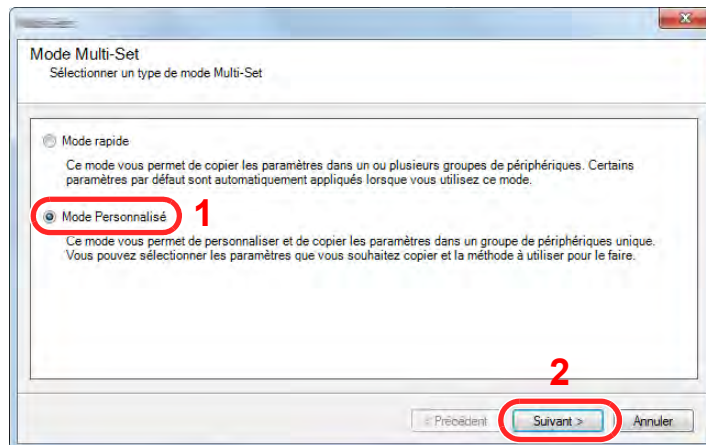 Mode Multi-Set
Sélectionner un type de mode Multi-Set
Mode rapide
Ce mode vous permet de copier les paramètres dans un ou plusieurs groupes de périphériques. Certains
paramètres par défaut sont automatiquement appliqués lorsque vous utilisez ce mode.
Mode Personnalisé 1
Ce mode vous permet de personnaliser et de copier les paramètres dans un groupe de périphériques unique.
Vous pouvez sélectionner les paramètres que vous souhaitez copier et la méthode à utiliser pour le faire.
2
< Précédent Suivant > Annuler